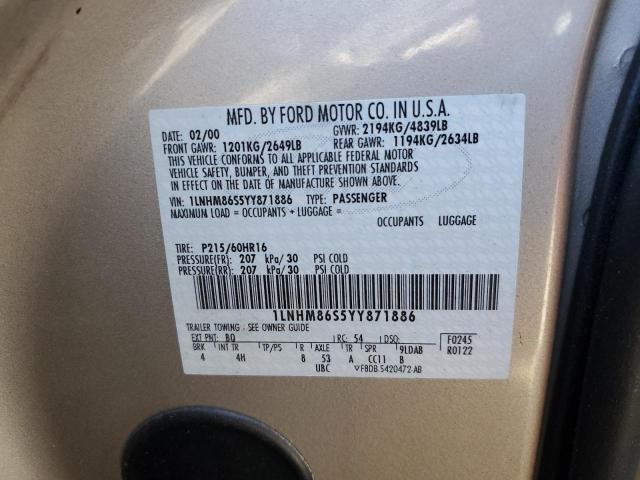 MFD. BY FORD MOTOR CO. IN U.S.A.
DATE: 02/00 GVWR: 2194KG/4839LB
FRONT GAWR: 1201KG/2649LB REAR GAWR: 1194KG/2634LB
THIS VEHICLE CONFORMS TO ALL APPLICABLE FEDERAL MOTOR
VEHICLE SAFETY, BUMPER, AND THEFT PREVENTION STANDARDS
IN EFFECT ON THE DATE OF MANUFACTURE SHOWN ABOVE.
VIN: 1LNHM86S5YY871886 TYPE: PASSENGER
MAXIMUM LOAD = OCCUPANTS + LUGGAGE =
OCCUPANTS LUGGAGE
TIRE: P215/60HR16
PRESSURE(FR): 207 kPa/ 30 PSI COLD
PRESSURE(RR): 207 kPa/ 30 PSI COLD
1LNHM86S5YY871886
TRAILER TOWING - SEE OWNER GUIDE
EXT PNT: BQ RC: 54 DSO: F0245
BRK INT TR TP/PS R AXLE TR SPR 9LDAB R0122
4 4H 8 53 A CC11 B
UBC F8DB-5420472-AB